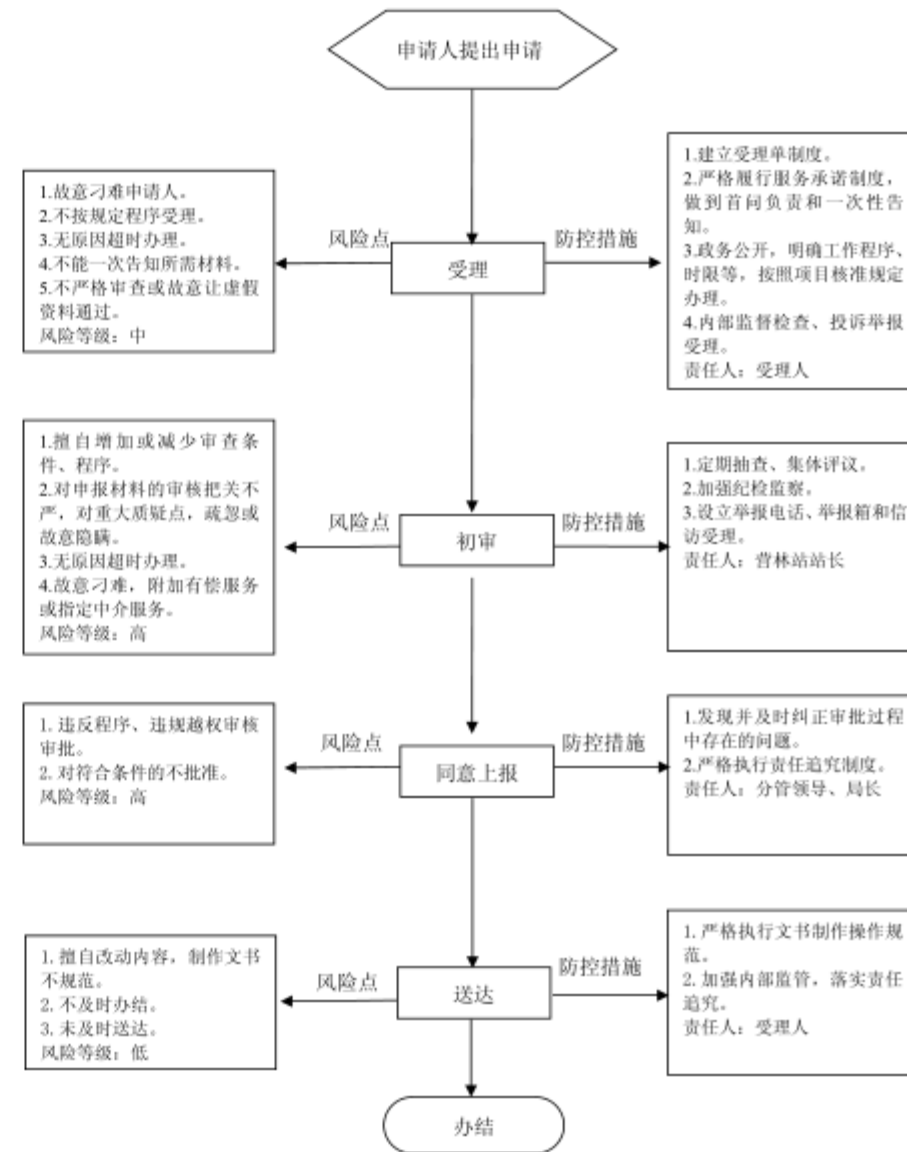 申请人提出申请
1.故意刁难申请人。
2.不按规定程序受理。
3.无原因超时办理。
4.不能一次告知所需材料。
5.不严格审查或故意让虚假
资料通过。
风险等级：中
风险点
受理
防控措施
1.建立受理单制度。
2.严格履行服务承诺制度，
做到首问负责和一次性告
知。
3.政务公开，明确工作程序、
时限等，按照项目核准规定
办理。
4.内部监督检查、投诉举报
受理。
责任人：受理人
1.擅自增加或减少审查条
件、程序。
2.对申报材料的审核把关不
严，对重大质疑点，疏忽或
故意隐瞒。
3.无原因超时办理。
4.故意刁难，附加有偿服务
或指定中介服务。
风险等级：高
风险点
初审
防控措施
1.定期抽查、集体评议。
2.加强纪检监察。
3.设立举报电话、举报箱和信
访受理。
责任人：营林站站长
1. 违反程序、违规越权审核
审批。
2. 对符合条件的不批准。
风险等级：高
风险点
同意上报
防控措施
1.发现并及时纠正审批过程
中存在的问题。
2.严格执行责任追究制度。
责任人：分管领导、局长
1. 擅自改动内容，制作文书
不规范。
2. 不及时办结。
3. 未及时送达。
风险等级：低
风险点
送达
防控措施
1. 严格执行文书制作操作规
范。
2. 加强内部监管，落实责任
追究。
责任人：受理人
办结